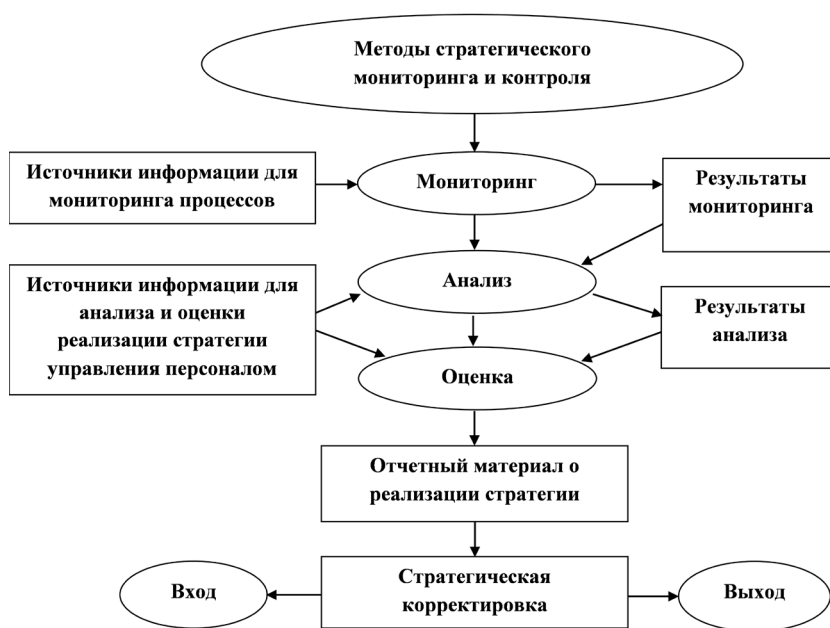 Методы стратегического
мониторинга и контроля
Источники информации для
мониторинга процессов
Мониторинг
Результаты
мониторинга
Источники информации для
анализа и оценки
реализации стратегии
управления персоналом
Анализ
Результаты
анализа
Оценка
Отчетный материал о
реализации стратегии
Вход
Стратегическая
корректировка
Выход